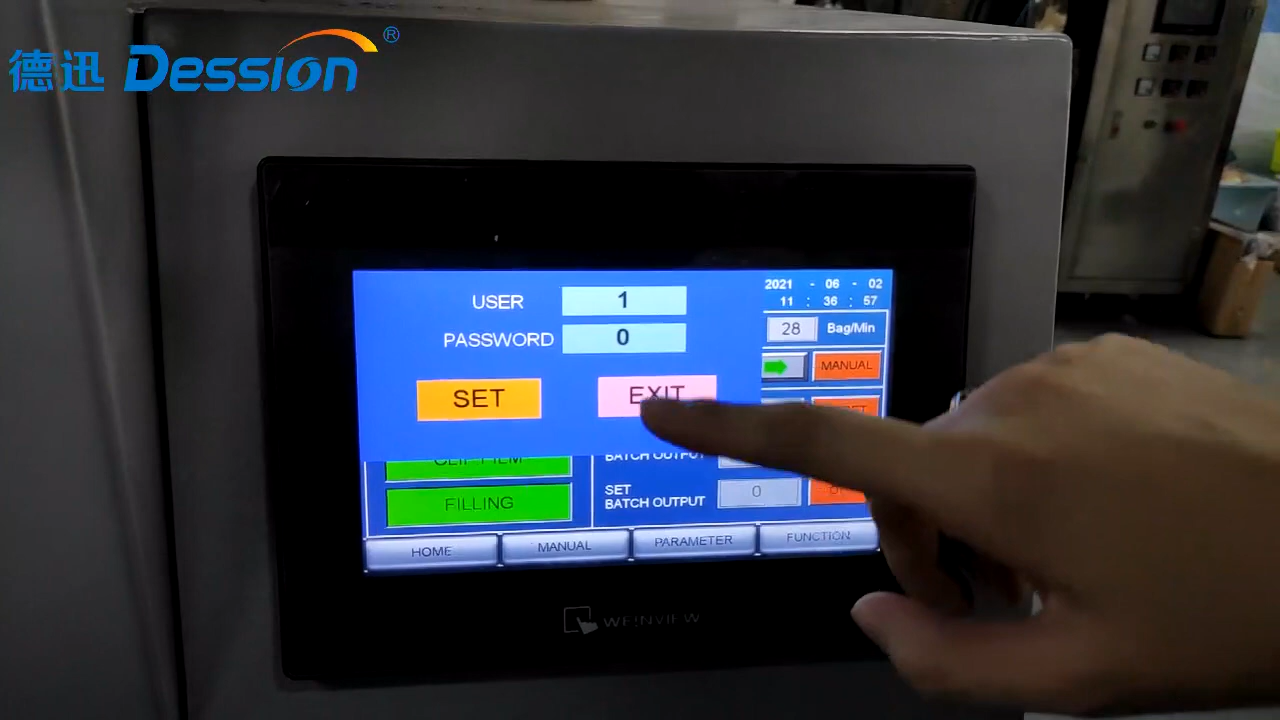 德迅 Dession®
USER 1
PASSWORD 0
SET EXIT
2021 - 06 - 02
11 : 36 : 57
28 Bag/Min
MANUAL
CLIP FILM
FILLING
BATCH OUTPUT
SET
BATCH OUTPUT
0
HOME MANUAL PARAMETER FUNCTION
WEINVIEW